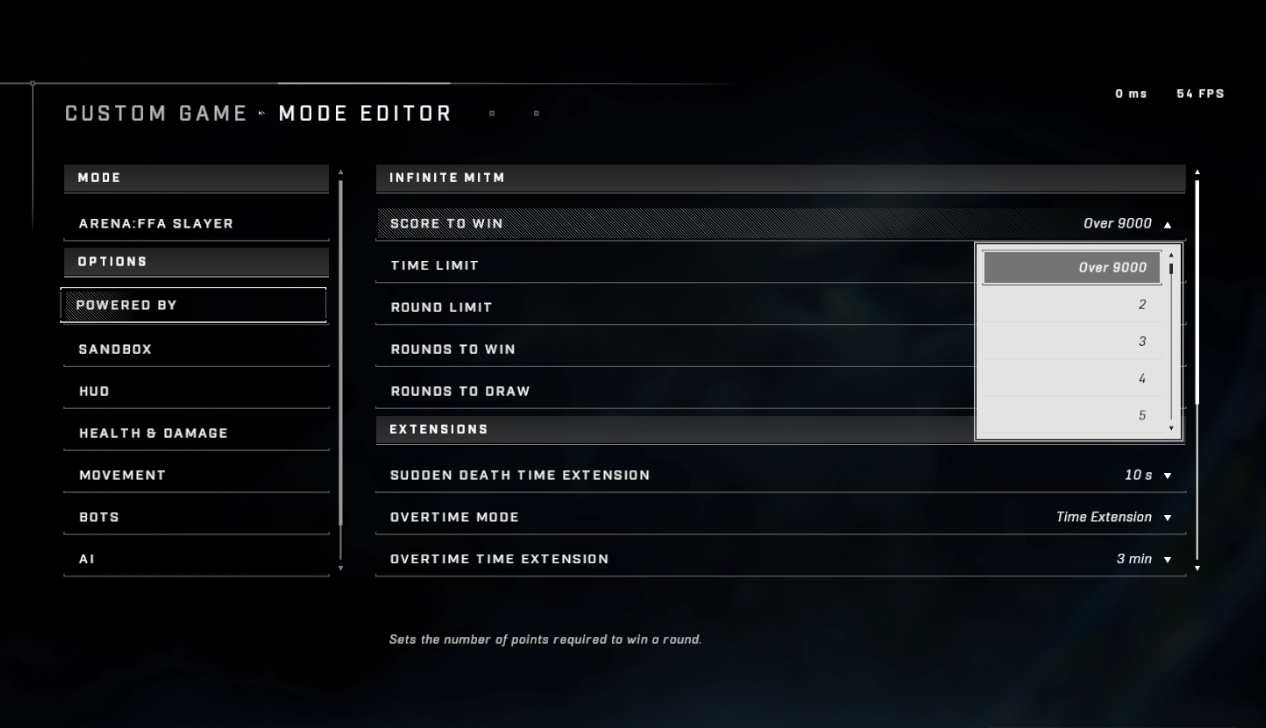 0 ms 54 FPS
CUSTOM GAME MODE EDITOR
MODE
ARENA:FFA SLAYER
OPTIONS
POWERED BY
SANDBOX
HUD
HEALTH & DAMAGE
MOVEMENT
BOTS
AI
INFINITE MITM
SCORE TO WIN Over 9000
TIME LIMIT
ROUND LIMIT
ROUNDS TO WIN
ROUNDS TO DRAW
Over 9000
2
3
4
5
EXTENSIONS
SUDDEN DEATH TIME EXTENSION 10 s
OVERTIME MODE Time Extension
OVERTIME TIME EXTENSION 3 min
Sets the number of points required to win a round.